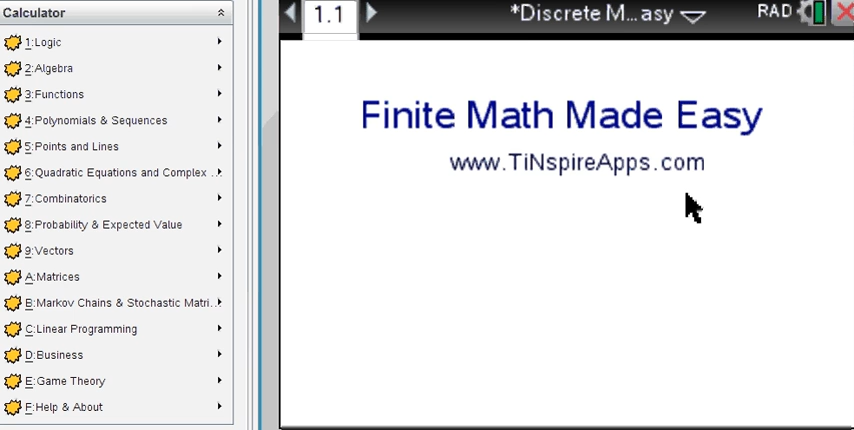 Calculator
1:Logic
2:Algebra
3:Functions
4:Polynomials & Sequences
5:Points and Lines
6:Quadratic Equations and Complex ...
7:Combinatorics
8:Probability & Expected Value
9:Vectors
A:Matrices
B:Markov Chains & Stochastic Matri...
C:Linear Programming
D:Business
E:Game Theory
F:Help & About
1.1
*Discrete M...asy
RAD
Finite Math Made Easy
www.TiNspireApps.com